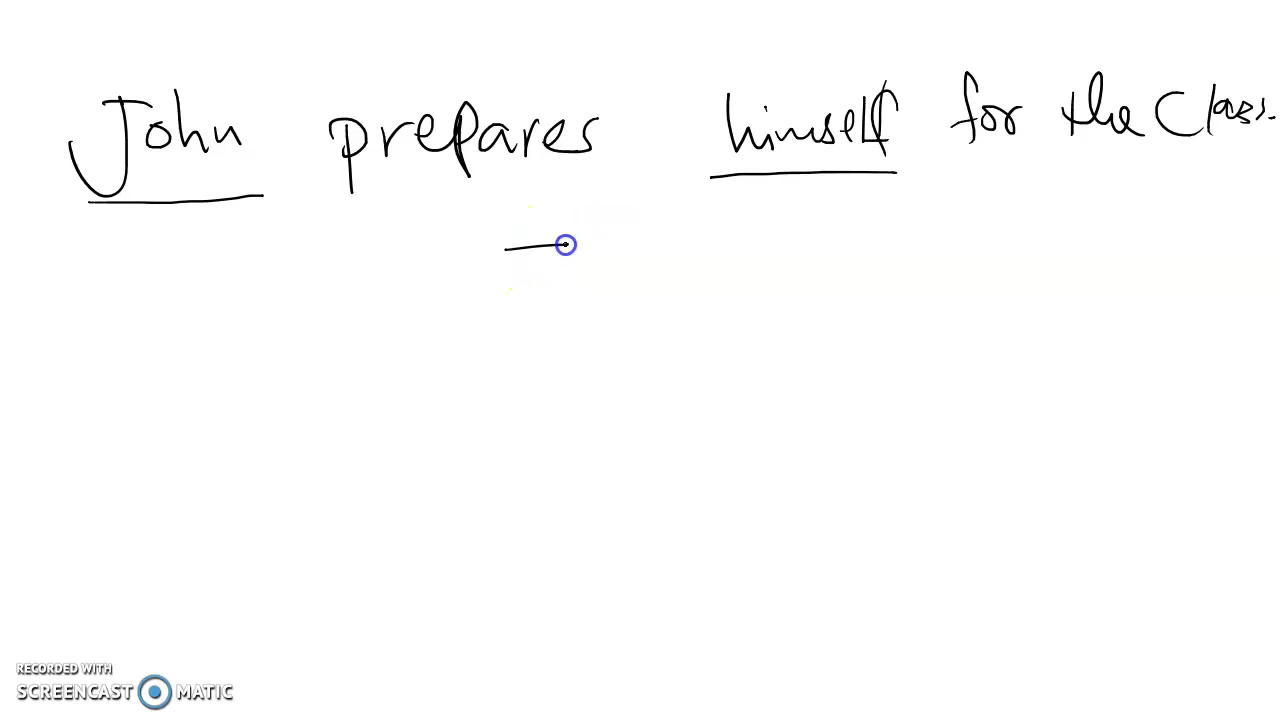 John prepares himself for the Class.
RECORDED WITH
SCREENCAST MATIC